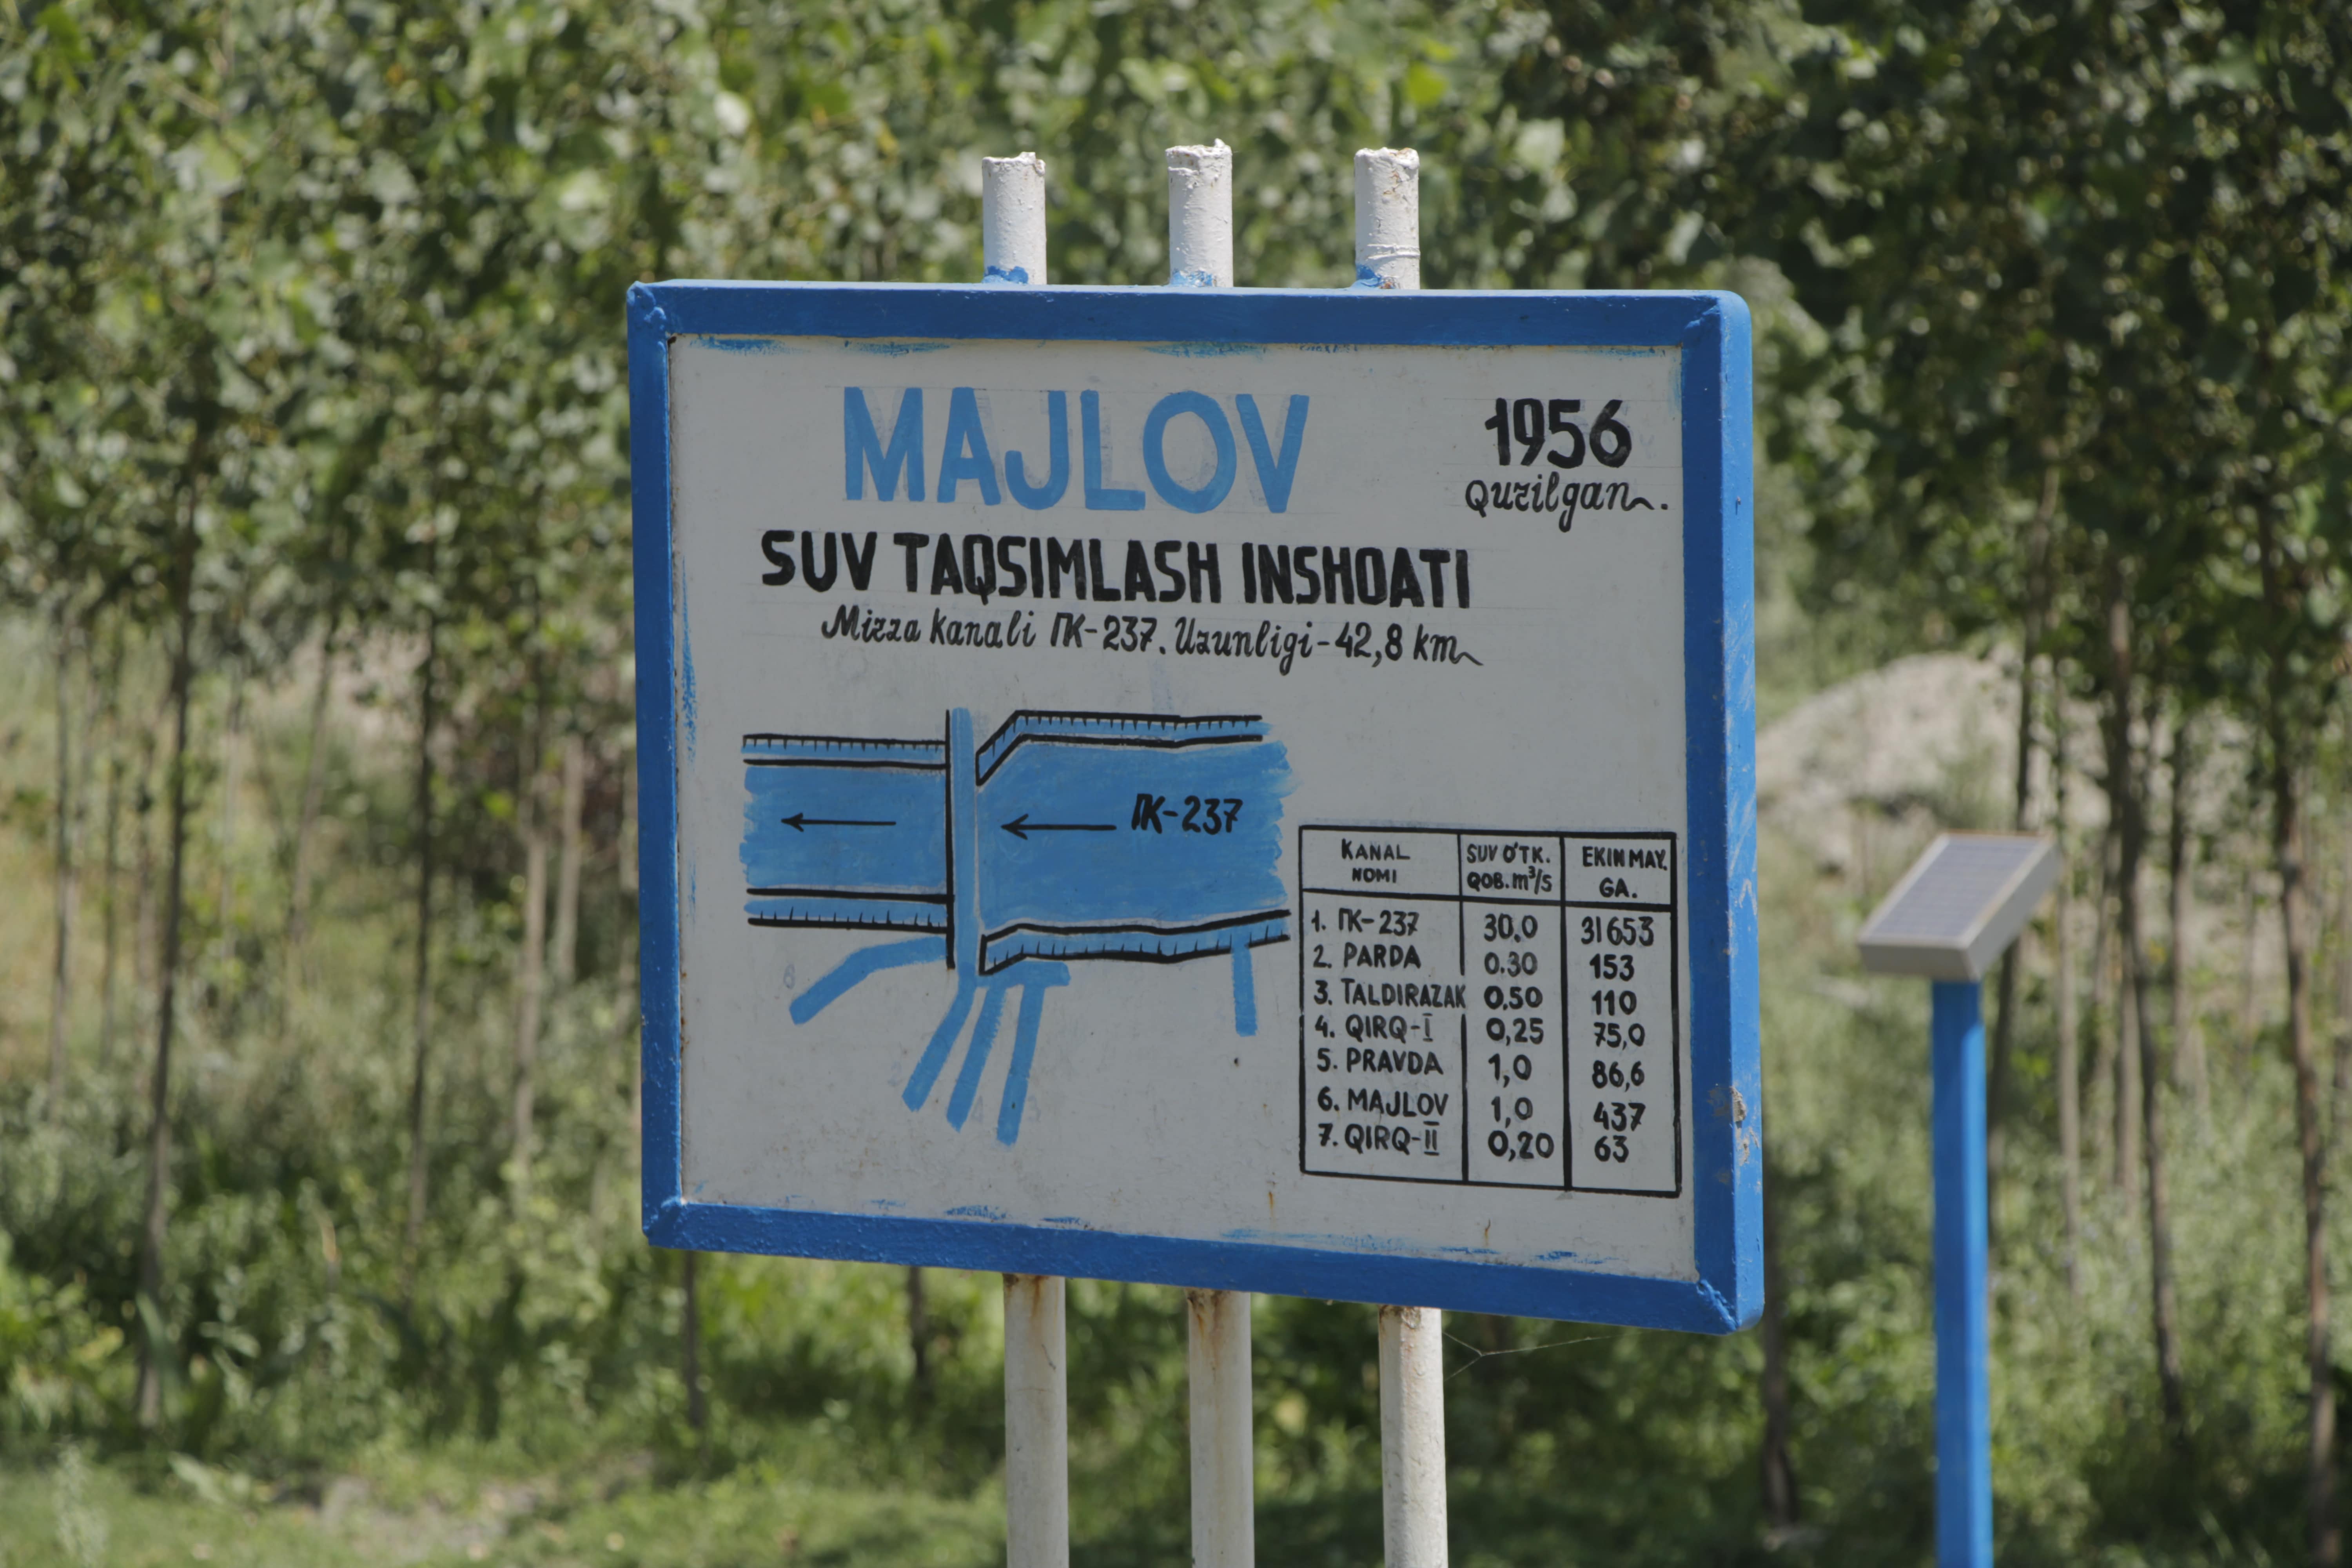 MAJLOV
1956
Qurilgan.
SUV TAQSIMLASH INSHOATI
Mirza kanali ПК-237. Uzunligi-42,8 km
ПК-237
KANAL NOMI SUV O'TK. QOB. m³/s EKIN MAY. GA.
1. ПК-237 30.0 31653
2. PARDA 0.30 153
3. TALDIRAZAK 0.50 110
4. QIRQ-I 0,25 75,0
5. PRAVDA 1,0 86,6
6. MAJLOV 1,0 437
7. QIRQ-II 0,20 63